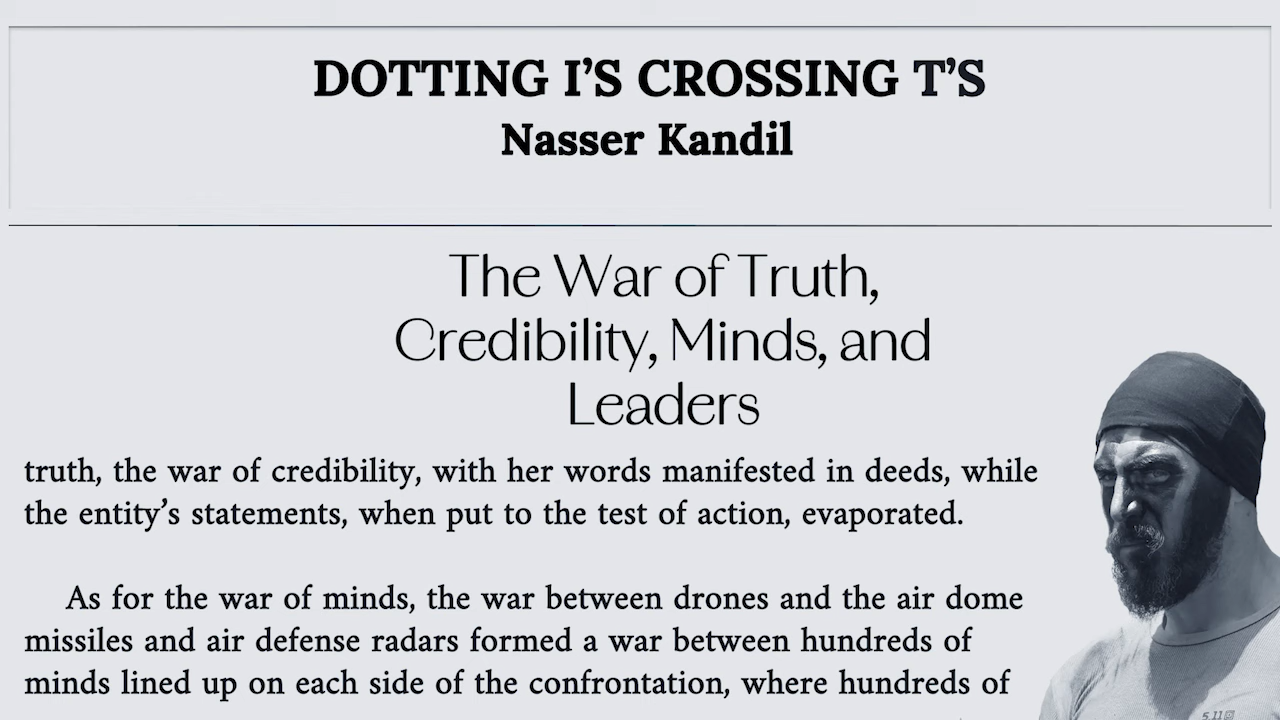 DOTTING I’S CROSSING T’S
Nasser Kandil
The War of Truth,
Credibility, Minds, and
Leaders
truth, the war of credibility, with her words manifested in deeds, while
the entity’s statements, when put to the test of action, evaporated.
As for the war of minds, the war between drones and the air dome
missiles and air defense radars formed a war between hundreds of
minds lined up on each side of the confrontation, where hundreds of
5.11